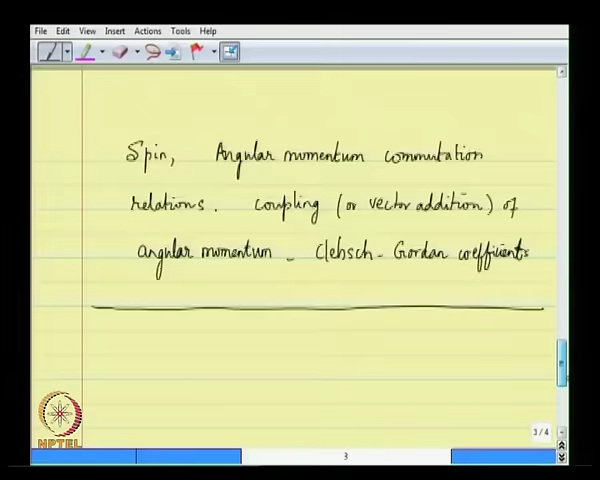 File Edit View Insert Actions Tools Help
Spin, Angular momentum commutation
relations. coupling (or vector addition) of
angular momentum - Clebsch-Gordan coefficients
3/4
NPTEL
3